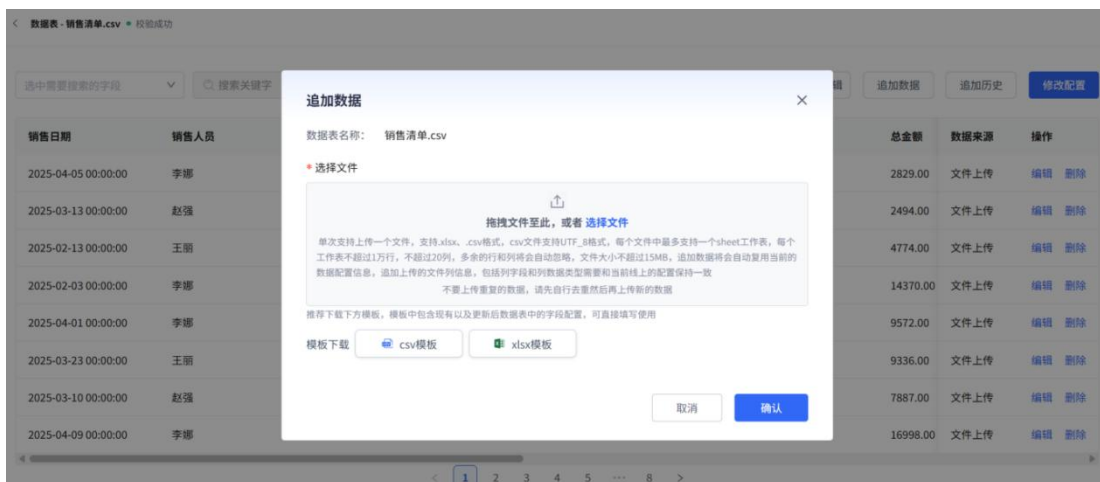 数据表 - 销售清单.csv 校验成功
选中需要搜索的字段 搜索关键字 辑 追加数据 追加历史 修改配置
追加数据
数据表名称： 销售清单.csv
* 选择文件
拖拽文件至此，或者 选择文件
单次支持上传一个文件，支持.xlsx、.csv格式，csv文件支持UTF_8格式，每个文件中最多支持一个sheet工作表，每个
工作表不超过1万行，不超过20列，多余的行和列将会自动忽略，文件大小不超过15MB，追加数据将会自动复用当前的
数据配置信息，追加上传的文件列信息，包括列字段和列数据类型需要和当前线上的配置保持一致
不要上传重复的数据，请先自行去重然后再上传新的数据
推荐下载下方模板，模板中包含现有以及更新后数据表中的字段配置，可直接填写使用
模板下载 csv模板 xlsx模板
取消 确认
销售日期 销售人员 总金额 数据来源 操作
2025-04-05 00:00:00 李娜 2829.00 文件上传 编辑 删除
2025-03-13 00:00:00 赵强 2494.00 文件上传 编辑 删除
2025-02-13 00:00:00 王丽 4774.00 文件上传 编辑 删除
2025-02-03 00:00:00 李娜 14370.00 文件上传 编辑 删除
2025-04-01 00:00:00 李娜 9572.00 文件上传 编辑 删除
2025-03-23 00:00:00 王丽 9336.00 文件上传 编辑 删除
2025-03-10 00:00:00 赵强 7887.00 文件上传 编辑 删除
2025-04-09 00:00:00 李娜 16998.00 文件上传 编辑 删除
< 1 2 3 4 5 ··· 8 >